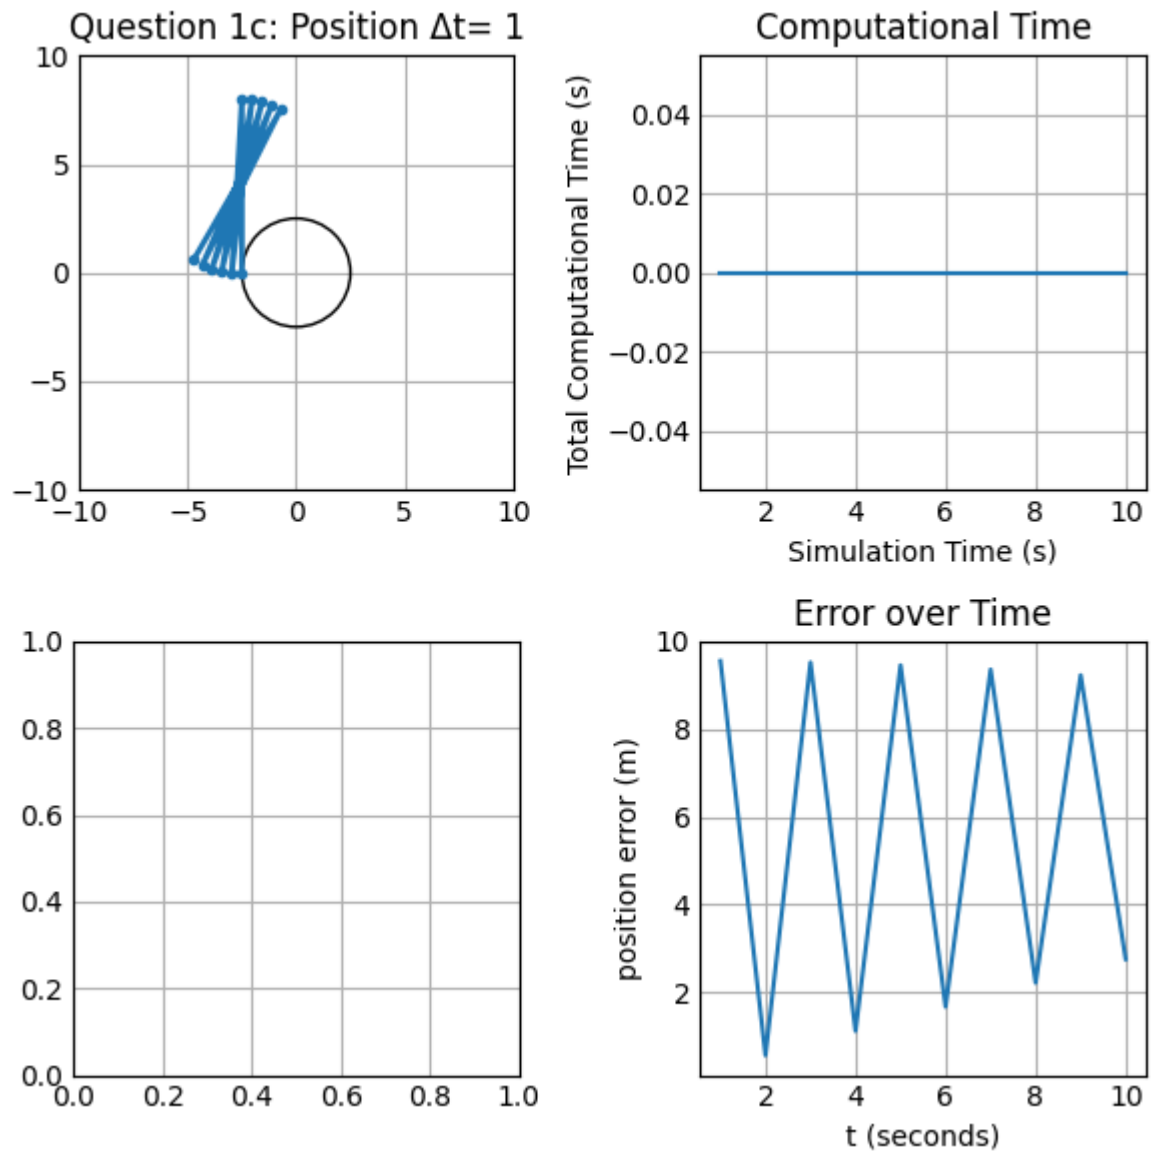 Question 1c: Position Δt= 1
10
5
0
−5
−10
−10 −5 0 5 10
Computational Time
Total Computational Time (s)
0.04
0.02
0.00
−0.02
−0.04
2 4 6 8 10
Simulation Time (s)
1.0
0.8
0.6
0.4
0.2
0.0
0.0 0.2 0.4 0.6 0.8 1.0
Error over Time
position error (m)
10
8
6
4
2
2 4 6 8 10
t (seconds)